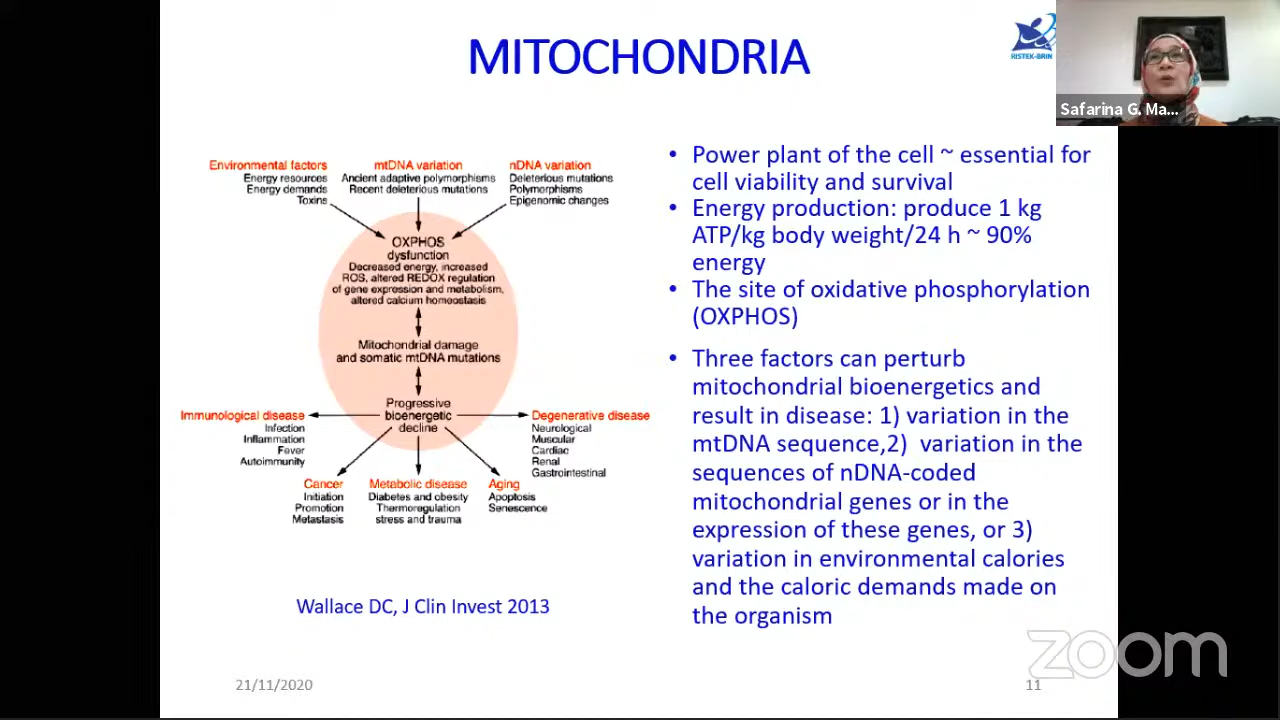 MITOCHONDRIA
RISTEK-BRIN
Safarina G. Ma...
Environmental factors
Energy resources
Energy demands
Toxins
mtDNA variation
Ancient adaptive polymorphisms
Recent deleterious mutations
nDNA variation
Deleterious mutations
Polymorphisms
Epigenomic changes
OXPHOS
dysfunction
Decreased energy, increased
ROS, altered REDOX regulation
of gene expression and metabolism,
altered calcium homeostasis
Mitochondrial damage
and somatic mtDNA mutations
Progressive
bioenergetic
decline
Immunological disease
Infection
Inflammation
Fever
Autoimmunity
Degenerative disease
Neurological
Muscular
Cardiac
Renal
Gastrointestinal
Cancer
Initiation
Promotion
Metastasis
Metabolic disease
Diabetes and obesity
Thermoregulation
stress and trauma
Aging
Apoptosis
Senescence
Wallace DC, J Clin Invest 2013
• Power plant of the cell ~ essential for
cell viability and survival
• Energy production: produce 1 kg
ATP/kg body weight/24 h ~ 90%
energy
• The site of oxidative phosphorylation
(OXPHOS)
• Three factors can perturb
mitochondrial bioenergetics and
result in disease: 1) variation in the
mtDNA sequence,2) variation in the
sequences of nDNA-coded
mitochondrial genes or in the
expression of these genes, or 3)
variation in environmental calories
and the caloric demands made on
the organism
zoom
21/11/2020
11